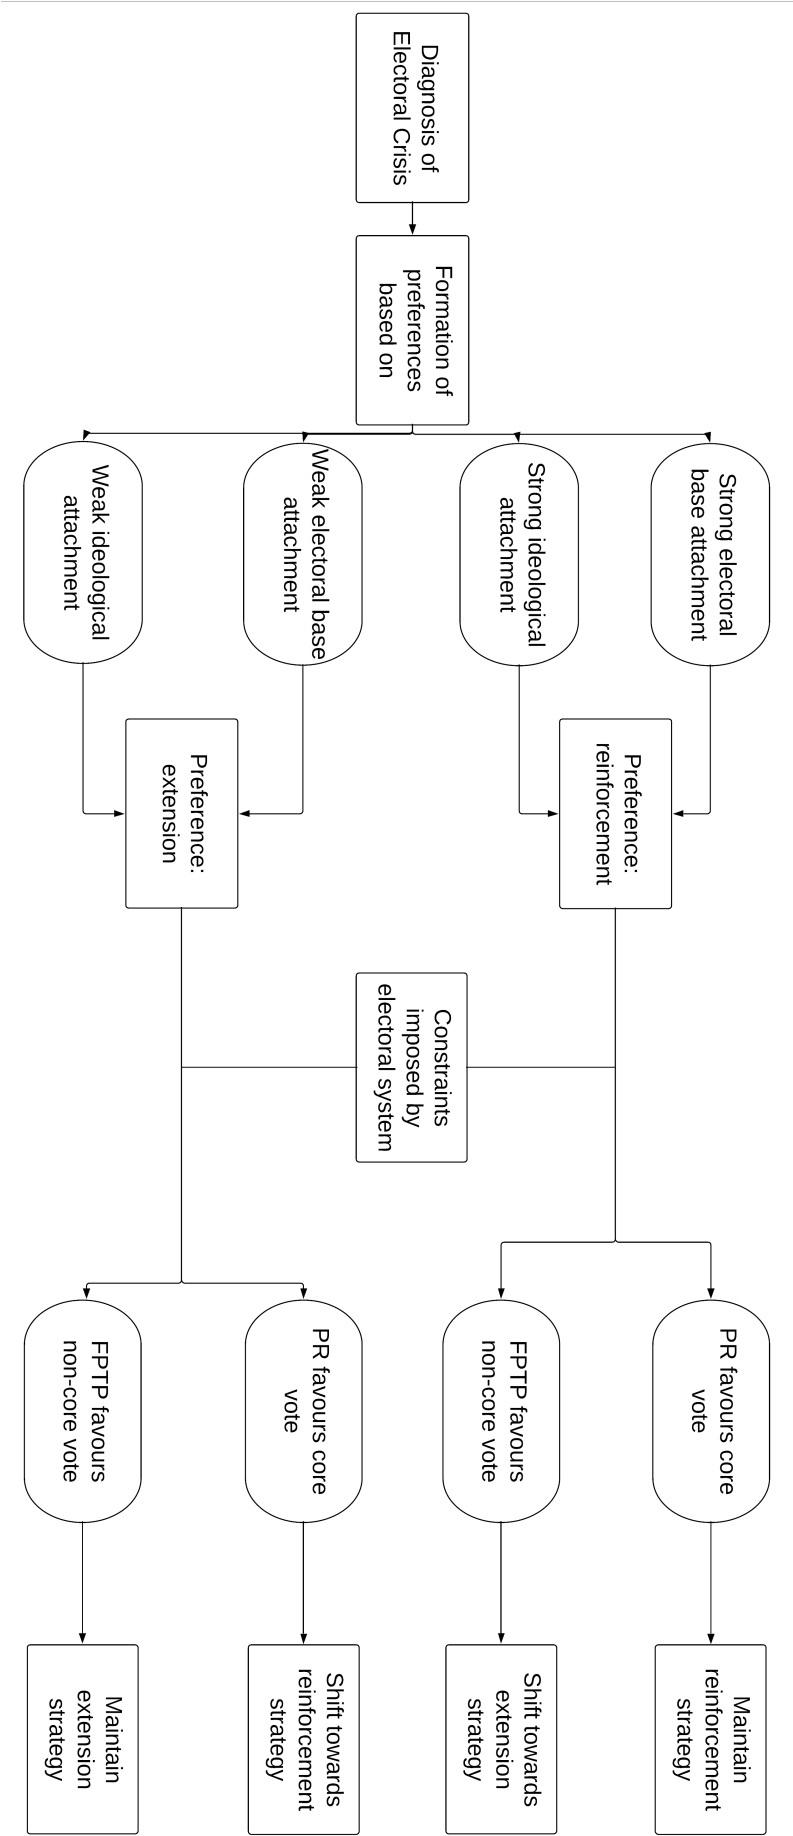 Diagnosis of
Electoral Crisis
Formation of
preferences
based on
Strong electoral
base attachment
Strong ideological
attachment
Weak electoral base
attachment
Weak ideological
attachment
Preference:
reinforcement
Preference:
extension
Constraints
imposed by
electoral system
PR favours core
vote
FPTP favours
non-core vote
PR favours core
vote
FPTP favours
non-core vote
Maintain
reinforcement
strategy
Shift towards
extension
strategy
Shift towards
reinforcement
strategy
Maintain
extension
strategy